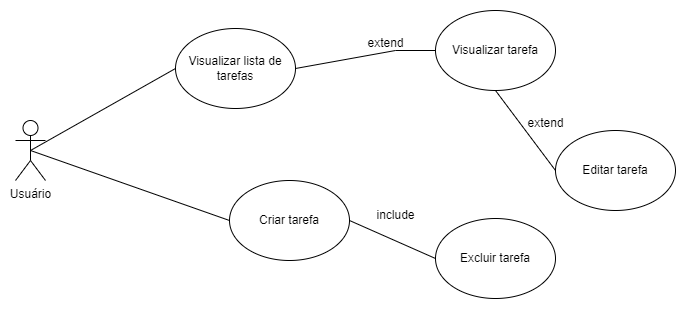 extend
Visualizar tarefa
Visualizar lista de
tarefas
extend
Editar tarefa
Usuário
Criar tarefa
include
Excluir tarefa